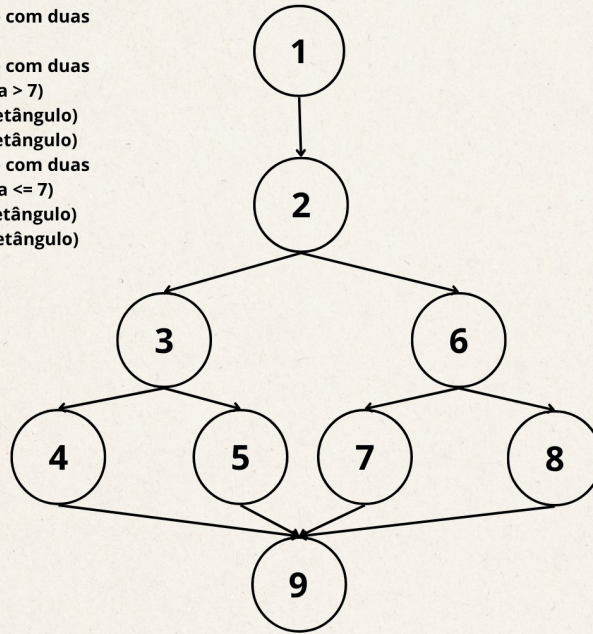 com duas
com duas
a > 7)
etângulo)
etângulo)
com duas
a <= 7)
etângulo)
etângulo)
1
2
3
6
4
5
7
8
9